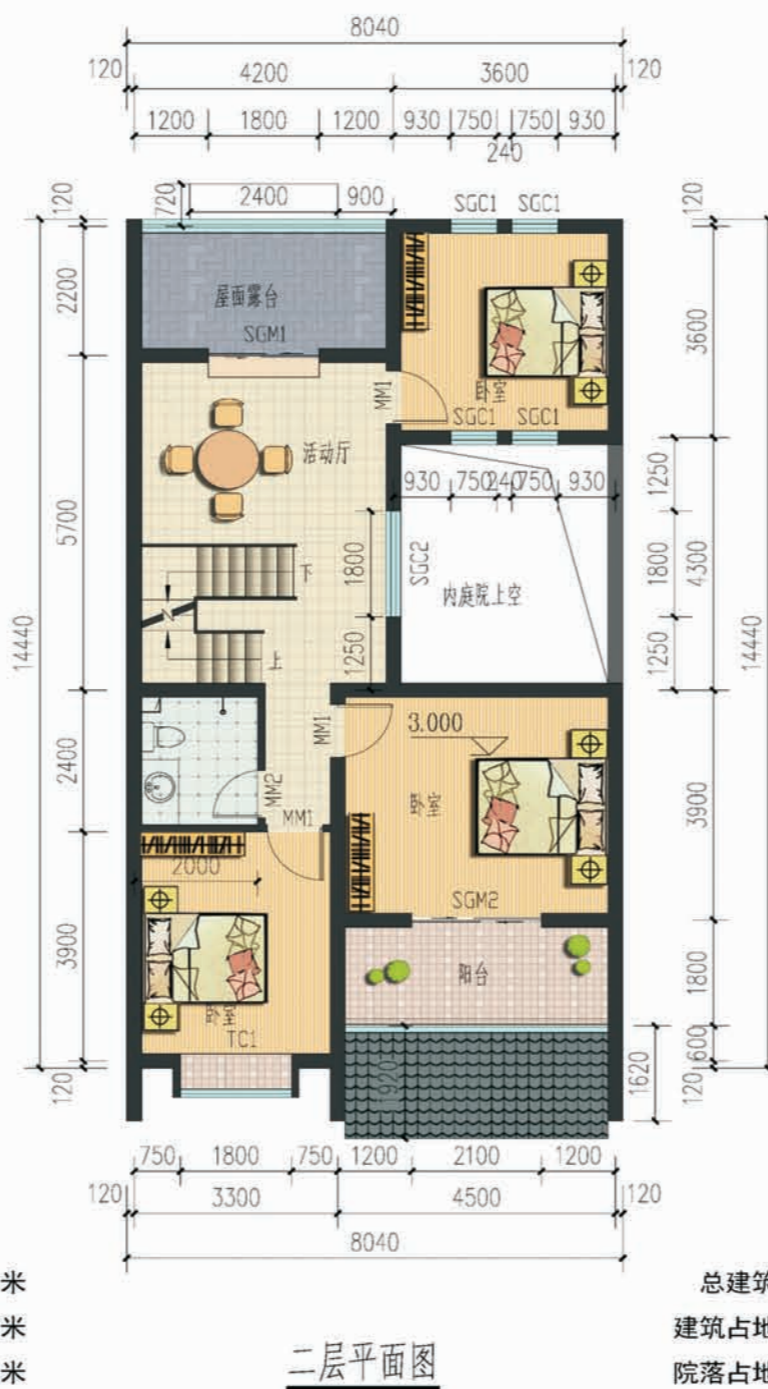 8040
120 4200 3600 120
1200 1800 1200 930 750 750 930
240
720 2400 900 SGC1 SGC1
120 120
2200 屋面露台 3600
SGM1
MM1 卧室
SGC1 SGC1
活动厅
930 750 240 750 930 1250
5700
下 1800 SGC2 内庭院上空 1800 4300
14440 14440
上 1250 1250
MM1 3.000
2400 MM2 3900
MM1 卧室
2000
SGM2
3900 阳台 1800
卧室
TC1 600
120 920 1620 120
750 1800 750 1200 2100 1200
120 3300 4500 120
8040
米 总建筑
米 建筑占地
米 院落占地
二层平面图